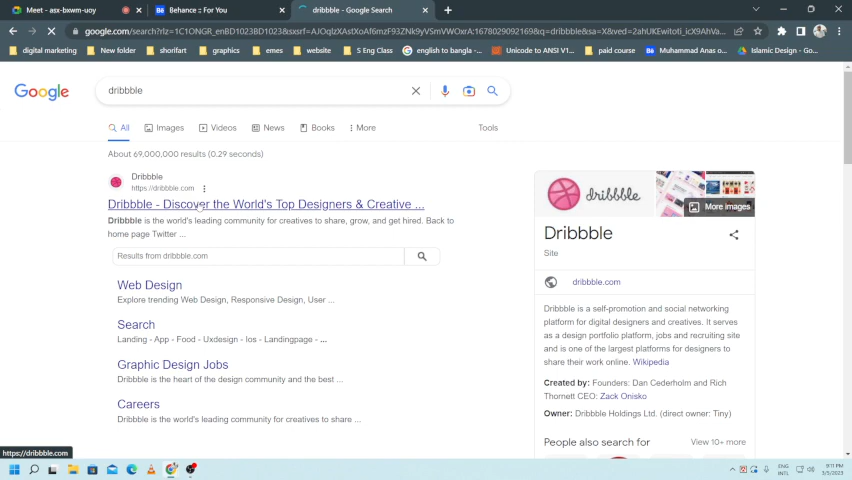 Meet - asx-bxwm-uoy
Behance :: For You
dribbble - Google Search
google.com/search?rlz=1C1ONGR_enBD1023BD1023&sxsrf=
digital marketing
New folder
shorifart
graphics
emes
website
S Eng Class
english to bangla -...
Unicode to ANSI V1...
paid course
Muhammad Anas o...
Islamic Design - Go...
Google
dribbble
All
Images
Videos
News
Books
More
Tools
About 69,000,000 results (0.29 seconds)
Dribbble
https://dribbble.com
Dribbble - Discover the World's Top Designers & Creative ...
Dribbble is the world's leading community for creatives to share, grow, and get hired. Back to
home page Twitter ...
Results from dribbble.com
Web Design
Explore trending Web Design, Responsive Design, User ...
Search
Landing - App - Food - Uxdesign - Ios - Landingpage - ...
Graphic Design Jobs
Dribbble is the heart of the design community and the best ...
Careers
Dribbble is the world's leading community for creatives to share ...
dribbble
More images
Dribbble
Site
dribbble.com
Dribbble is a self-promotion and social networking
platform for digital designers and creatives. It serves
as a design portfolio platform, jobs and recruiting site
and is one of the largest platforms for designers to
share their work online. Wikipedia
Created by: Founders: Dan Cederholm and Rich
Thornett CEO: Zack Onisko
Owner: Dribbble Holdings Ltd. (direct owner: Tiny)
People also search for
View 10+ more
https://dribbble.com
ENG
INTL
9:11 PM
3/5/2023